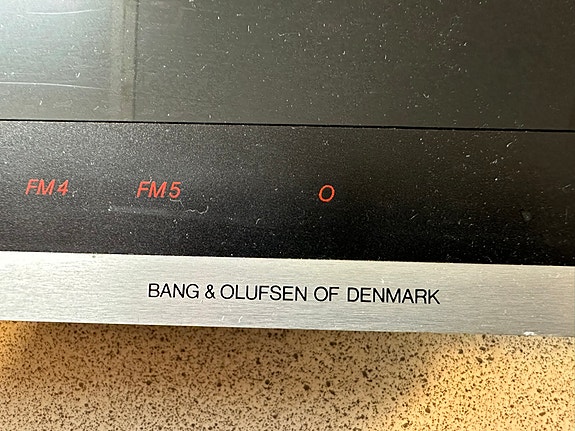 FM4 FM5 O
BANG & OLUFSEN OF DENMARK